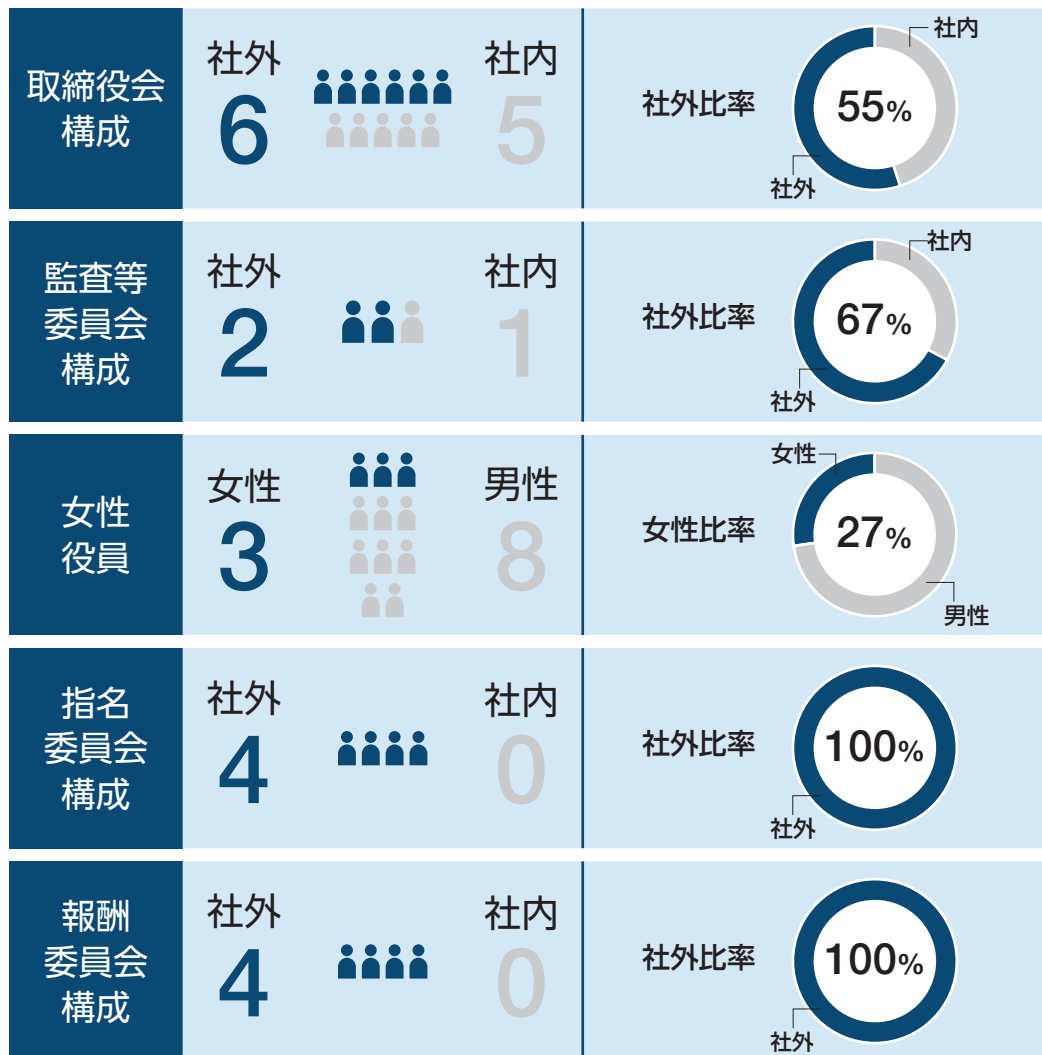 取締役会
構成
社外
6
社内
5
社外比率
55%
社内
社外
監査等
委員会
構成
社外
2
社内
1
社外比率
67%
社内
社外
女性
役員
女性
3
男性
8
女性比率
27%
女性
男性
指名
委員会
構成
社外
4
社内
0
社外比率
100%
社外
報酬
委員会
構成
社外
4
社内
0
社外比率
100%
社外